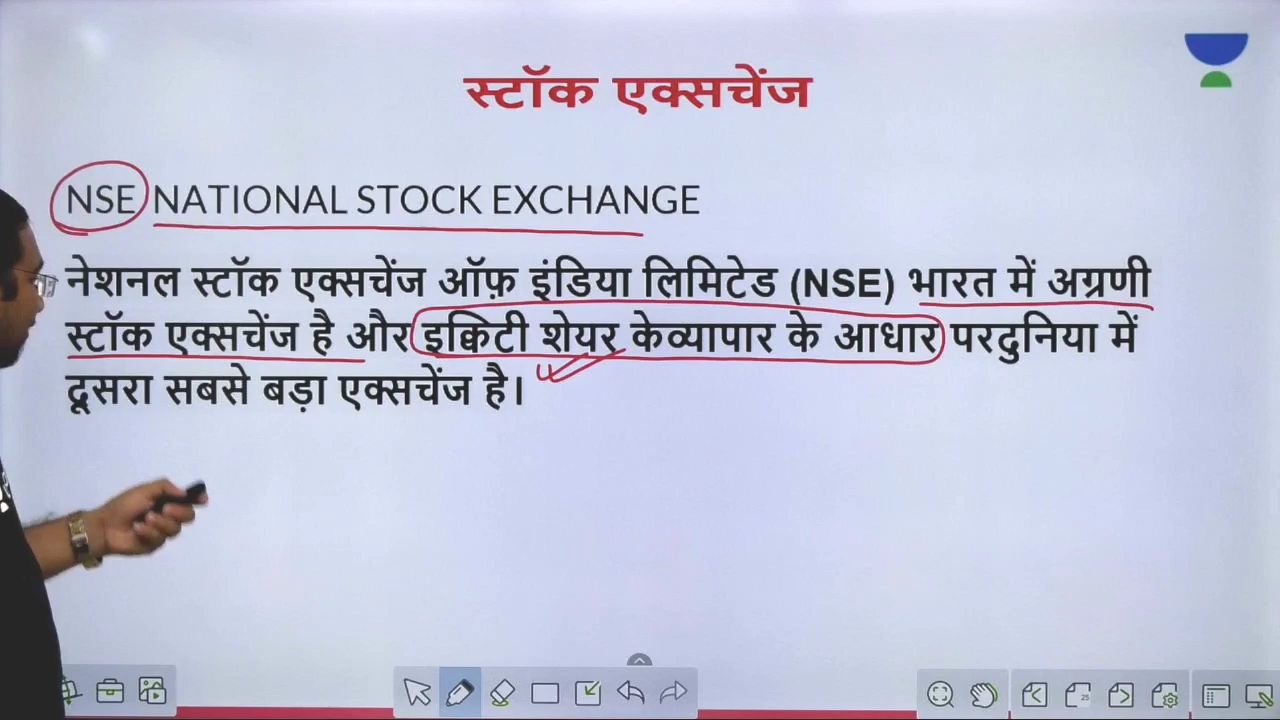 स्टॉक एक्सचेंज
NSE NATIONAL STOCK EXCHANGE
नेशनल स्टॉक एक्सचेंज ऑफ़ इंडिया लिमिटेड (NSE) भारत में अग्रणी
स्टॉक एक्सचेंज है और इक्विटी शेयर केव्यापार के आधार परदुनिया में
दूसरा सबसे बड़ा एक्सचेंज है।
25